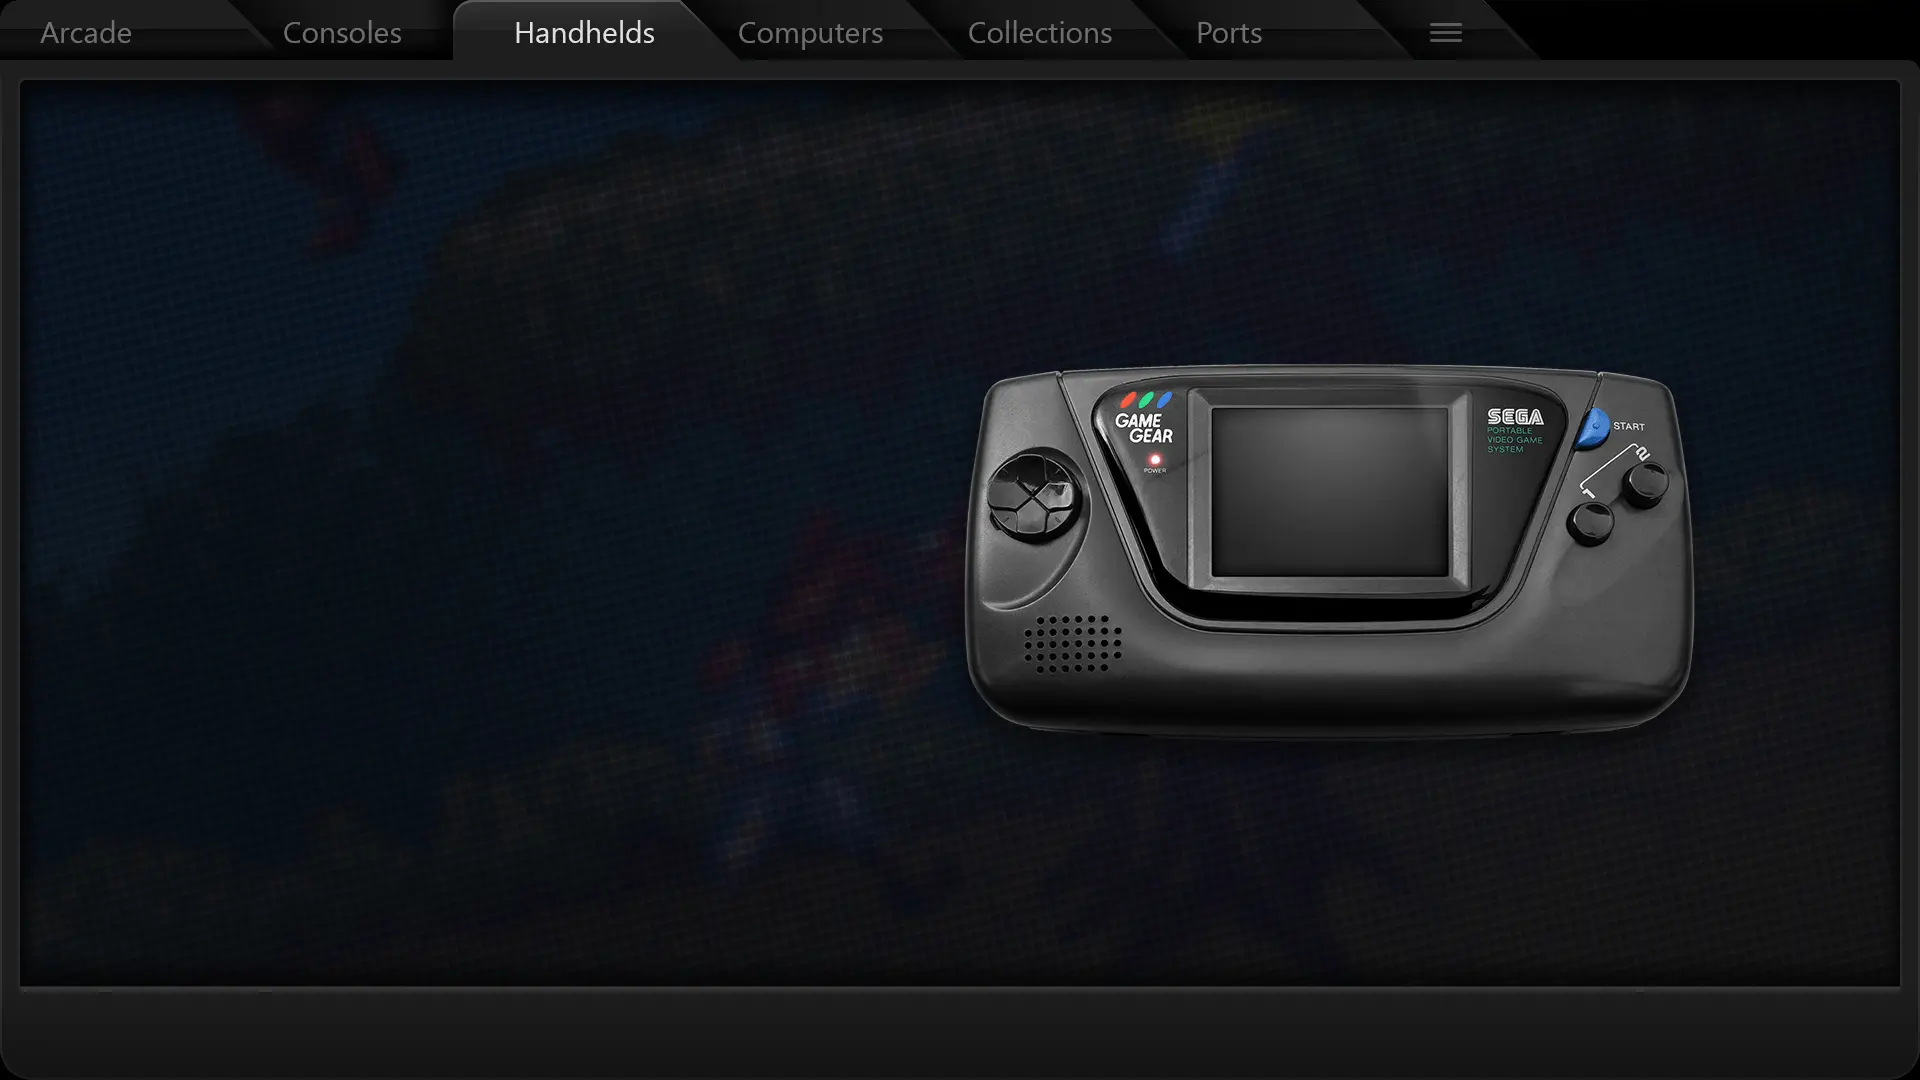 Arcade
Consoles
Handhelds
Computers
Collections
Ports
GAME
GEAR
POWER
SEGA
PORTABLE
VIDEO GAME
SYSTEM
START
2
1